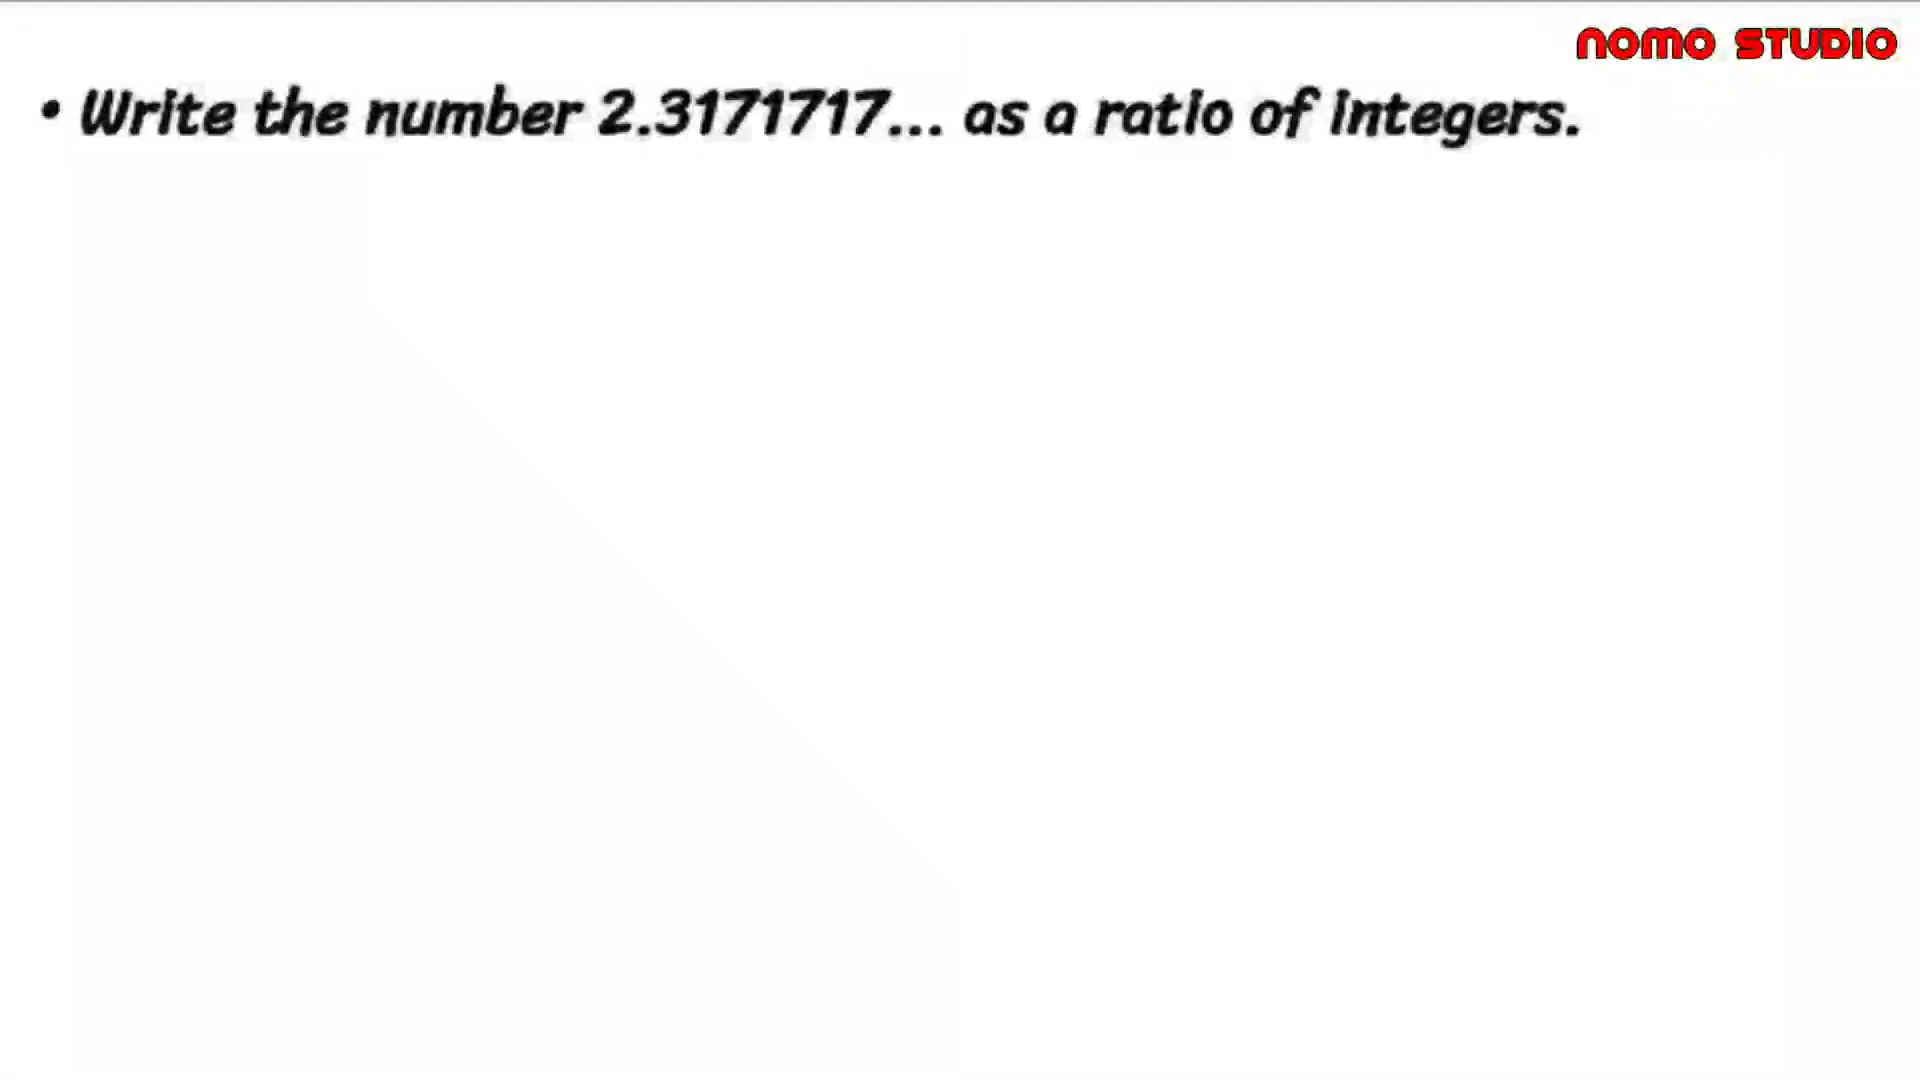 NOMO STUDIO
• Write the number 2.3171717... as a ratio of integers.